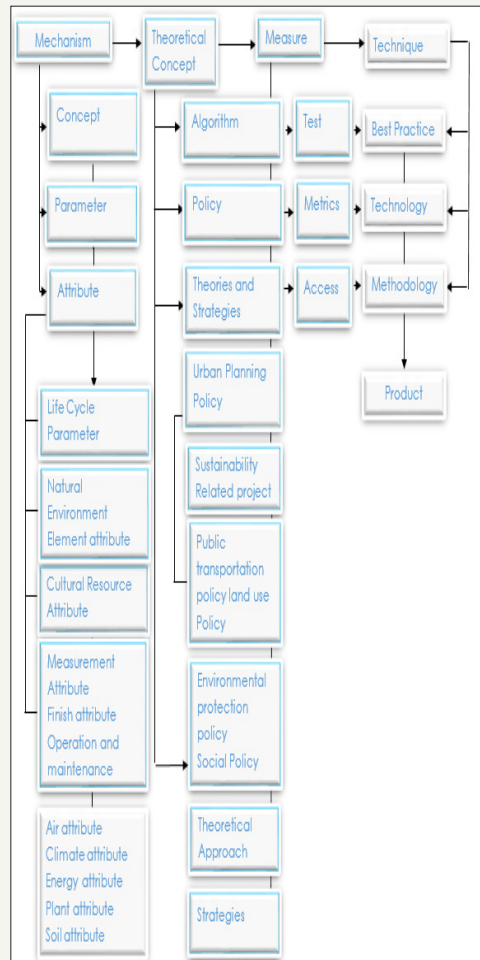 Mechanism
Theoretical
Concept
Measure
Technique
Concept
Algorithm
Test
Best Practice
Parameter
Policy
Metrics
Technology
Attribute
Theories and
Strategies
Access
Methodology
Urban Planning
Policy
Product
Life Cycle
Parameter
Sustainability
Related project
Natural
Environment
Element attribute
Public
transportation
policy land use
Policy
Cultural Resource
Attribute
Measurement
Attribute
Finish attribute
Operation and
maintenance
Environmental
protection
policy
Social Policy
Air attribute
Climate attribute
Energy attribute
Plant attribute
Soil attribute
Theoretical
Approach
Strategies